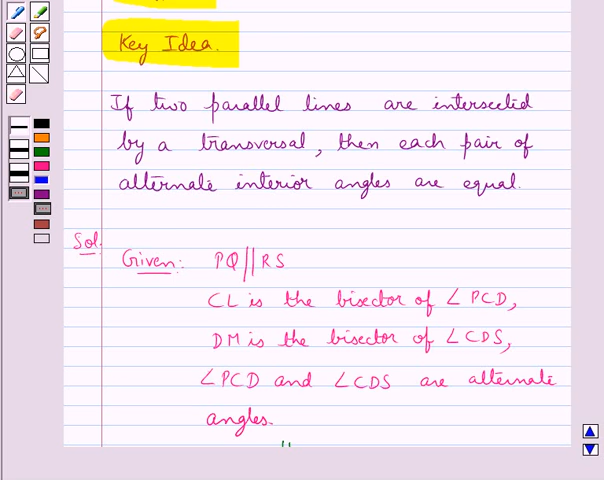 Key Idea.
If two parallel lines are intersected
by a transversal, then each pair of
alternate interior angles are equal.
Sol.
Given: PQ||RS
CL is the bisector of ∠PCD,
DM is the bisector of ∠CDS,
∠PCD and ∠CDS are alternate
angles.